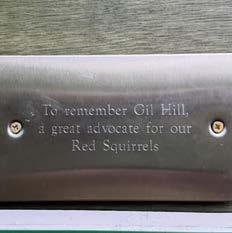 To remember Gil Hill,
a great advocate for our
Red Squirrels